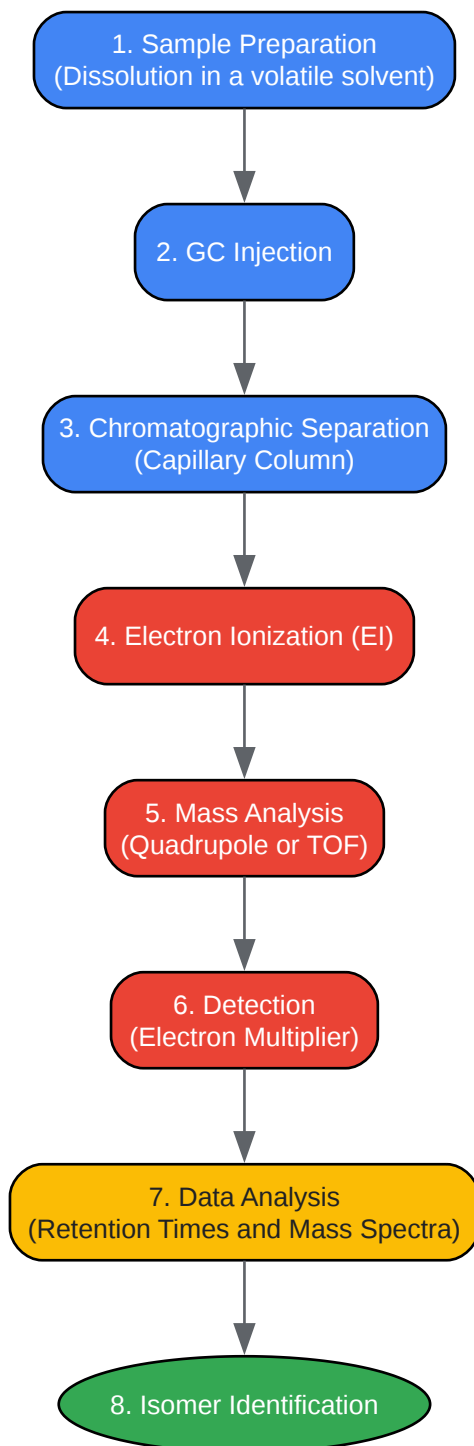 1. Sample Preparation
(Dissolution in a volatile solvent)
2. GC Injection
3. Chromatographic Separation
(Capillary Column)
4. Electron Ionization (EI)
5. Mass Analysis
(Quadrupole or TOF)
6. Detection
(Electron Multiplier)
7. Data Analysis
(Retention Times and Mass Spectra)
8. Isomer Identification